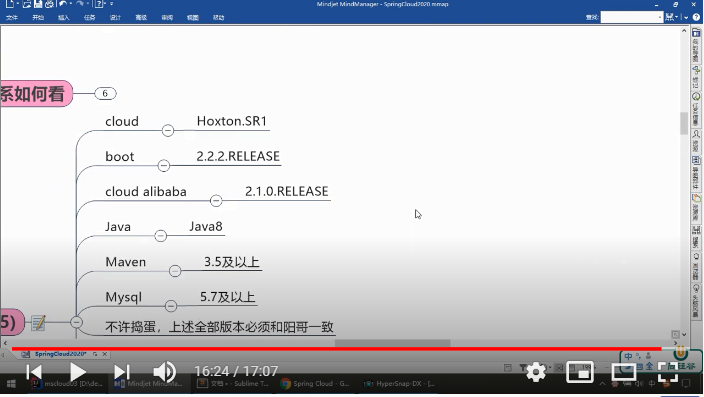 Mindjet MindManager - SpringCloud2020.mmap
文件 开始 插入 任务 设计 高级 审阅 视图 帮助 查找:
系如何看 6
cloud Hoxton.SR1
boot 2.2.2.RELEASE
cloud alibaba 2.1.0.RELEASE
Java Java8
Maven 3.5及以上
Mysql 5.7及以上
5) 不许捣蛋，上述全部版本必须和阳哥一致
SpringCloud2020*
16:24 / 17:07
mscloud03 [D:\de... Mindjet MindMa... 文档 • - Sublime T... Spring Cloud - G... HyperSnap-DX - [...